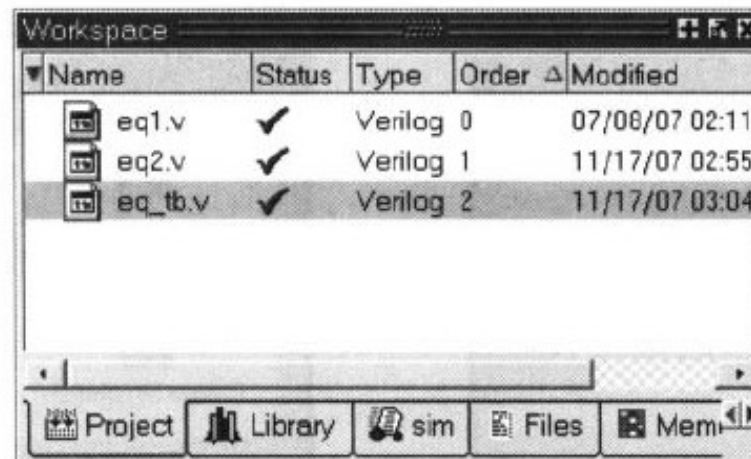 Workspace
Name Status Type Order Modified
eq1.v Verilog 0 07/08/07 02:11
eq2.v Verilog 1 11/17/07 02:55
eq_tb.v Verilog 2 11/17/07 03:04
Project Library sim Files Mem